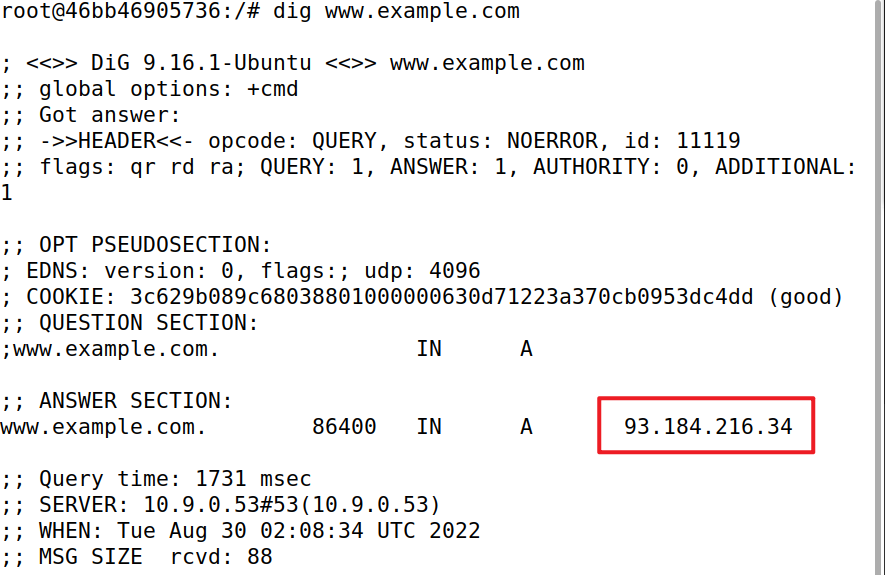 root@46bb46905736:/# dig www.example.com
; <<>> DiG 9.16.1-Ubuntu <<>> www.example.com
;; global options: +cmd
;; Got answer:
;; ->>HEADER<<- opcode: QUERY, status: NOERROR, id: 11119
;; flags: qr rd ra; QUERY: 1, ANSWER: 1, AUTHORITY: 0, ADDITIONAL:
1
;; OPT PSEUDOSECTION:
; EDNS: version: 0, flags:; udp: 4096
; COOKIE: 3c629b089c68038801000000630d71223a370cb0953dc4dd (good)
;; QUESTION SECTION:
;www.example.com. IN A
;; ANSWER SECTION:
www.example.com. 86400 IN A 93.184.216.34
;; Query time: 1731 msec
;; SERVER: 10.9.0.53#53(10.9.0.53)
;; WHEN: Tue Aug 30 02:08:34 UTC 2022
;; MSG SIZE  rcvd: 88